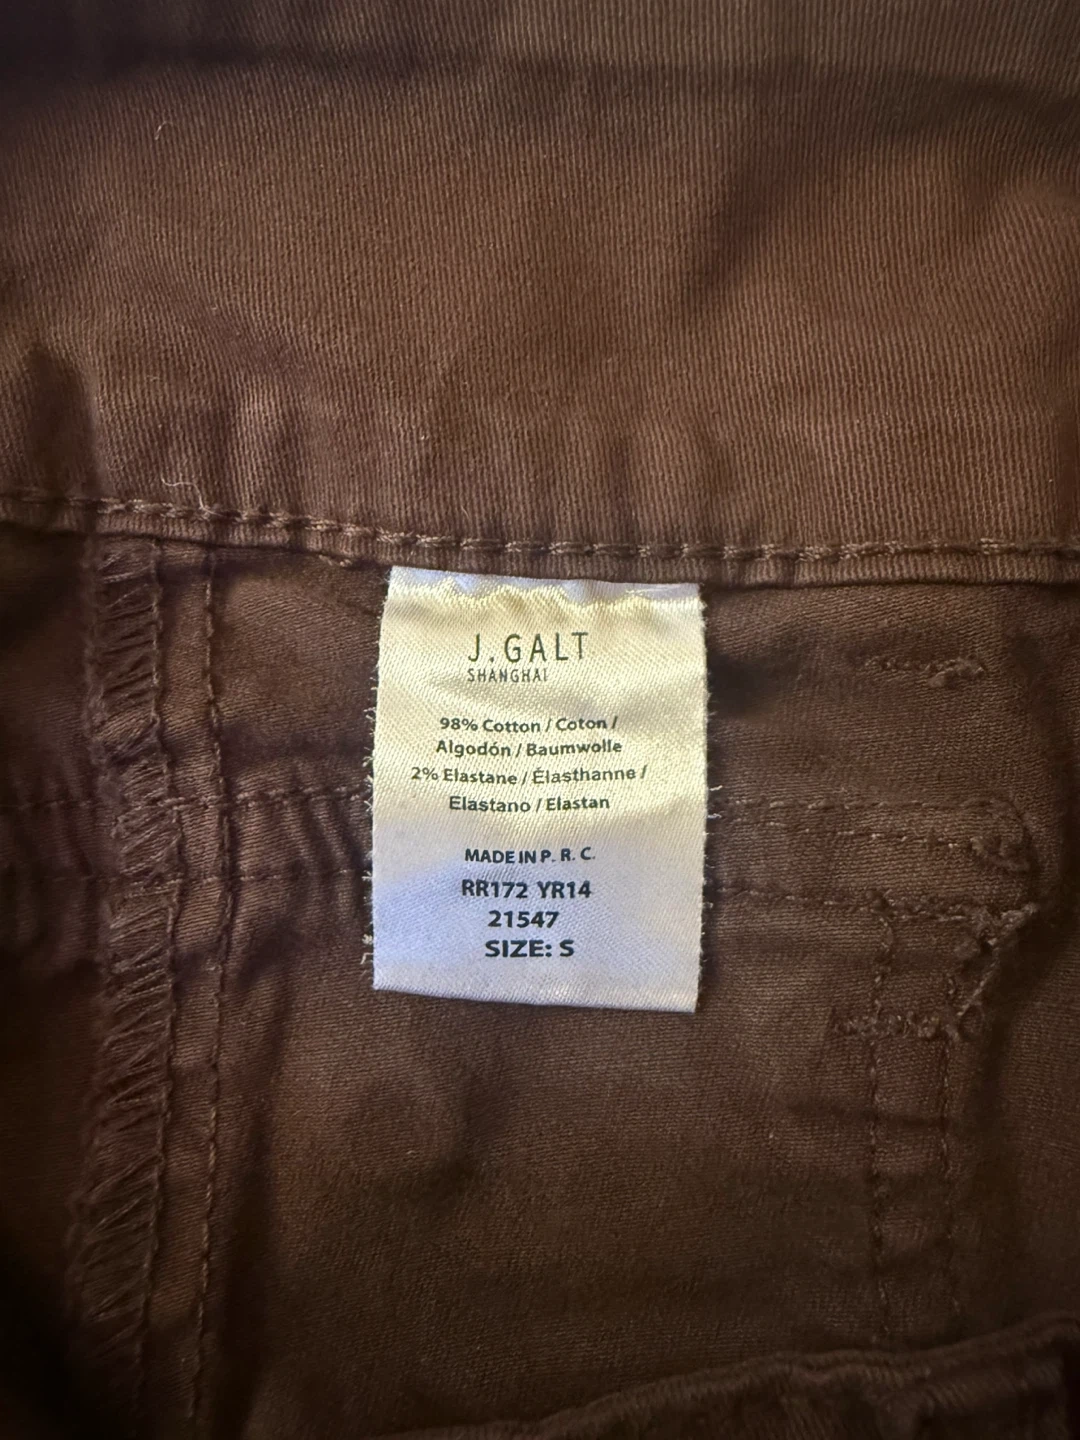 J.GALT
SHANGHAI
98% Cotton / Coton /
Algodón / Baumwolle
2% Elastane / Élasthanne /
Elastano / Elastan
MADE IN P. R. C.
RR172 YR14
21547
SIZE: S